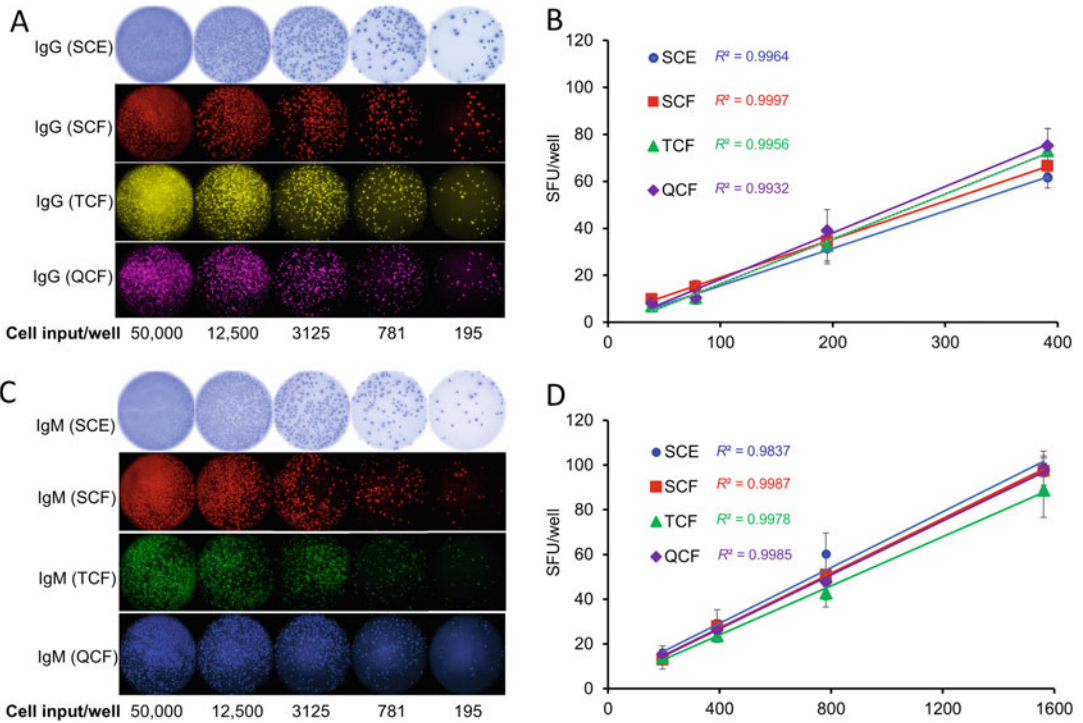 A
IgG (SCE)
IgG (SCF)
IgG (TCF)
IgG (QCF)
Cell input/well 50,000 12,500 3125 781 195
B
120
100
80
60
40
20
0
SFU/well
SCE R² = 0.9964
SCF R² = 0.9997
TCF R² = 0.9956
QCF R² = 0.9932
0 100 200 300 400
C
IgM (SCE)
IgM (SCF)
IgM (TCF)
IgM (QCF)
Cell input/well 50,000 12,500 3125 781 195
D
120
100
80
60
40
20
0
SFU/well
SCE R² = 0.9837
SCF R² = 0.9987
TCF R² = 0.9978
QCF R² = 0.9985
0 400 800 1200 1600